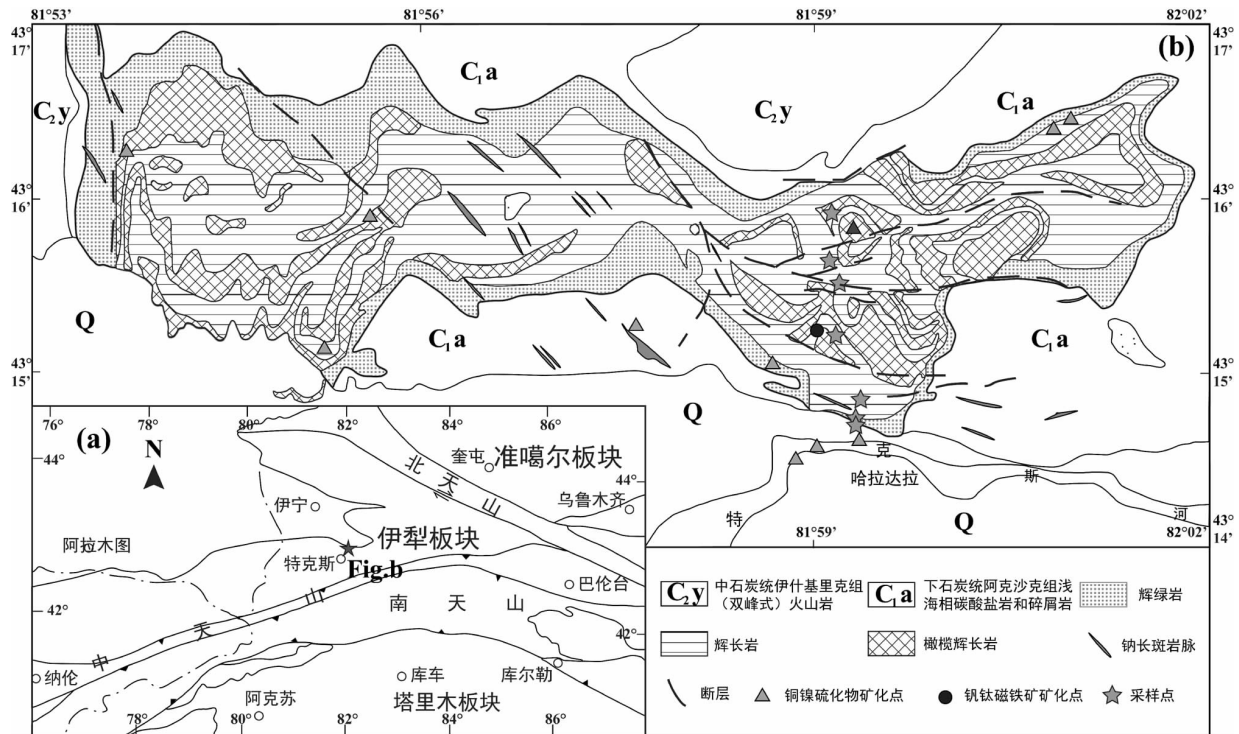 81°53′ 81°56′ 81°59′ 82°02′
43°17′ 43°17′
(b)
C₁a
C₂y C₂y C₁a
43°16′ 43°16′
Q C₁a C₁a
43°15′ 43°15′
Q
克
哈拉达拉 斯
特 河
Q
43°14′
81°59′ 82°02′
(a)
76° 78° 80° 82° 84° 86°
N
44° 44°
奎屯 准噶尔板块
北天山
乌鲁木齐
伊宁
伊犁板块
阿拉木图
特克斯
Fig.b
巴伦台
南天山
42° 42°
中天山
纳伦
库车 库尔勒
塔里木板块
阿克苏
78° 80° 82° 84° 86°
C₂y 中石炭统伊什基里克组
(双峰式)火山岩
C₁a 下石炭统阿克沙克组浅
海相碳酸盐岩和碎屑岩
辉绿岩
辉长岩 橄榄辉长岩 钠长斑岩脉
断层 铜镍硫化物矿化点 钒钛磁铁矿矿化点 采样点